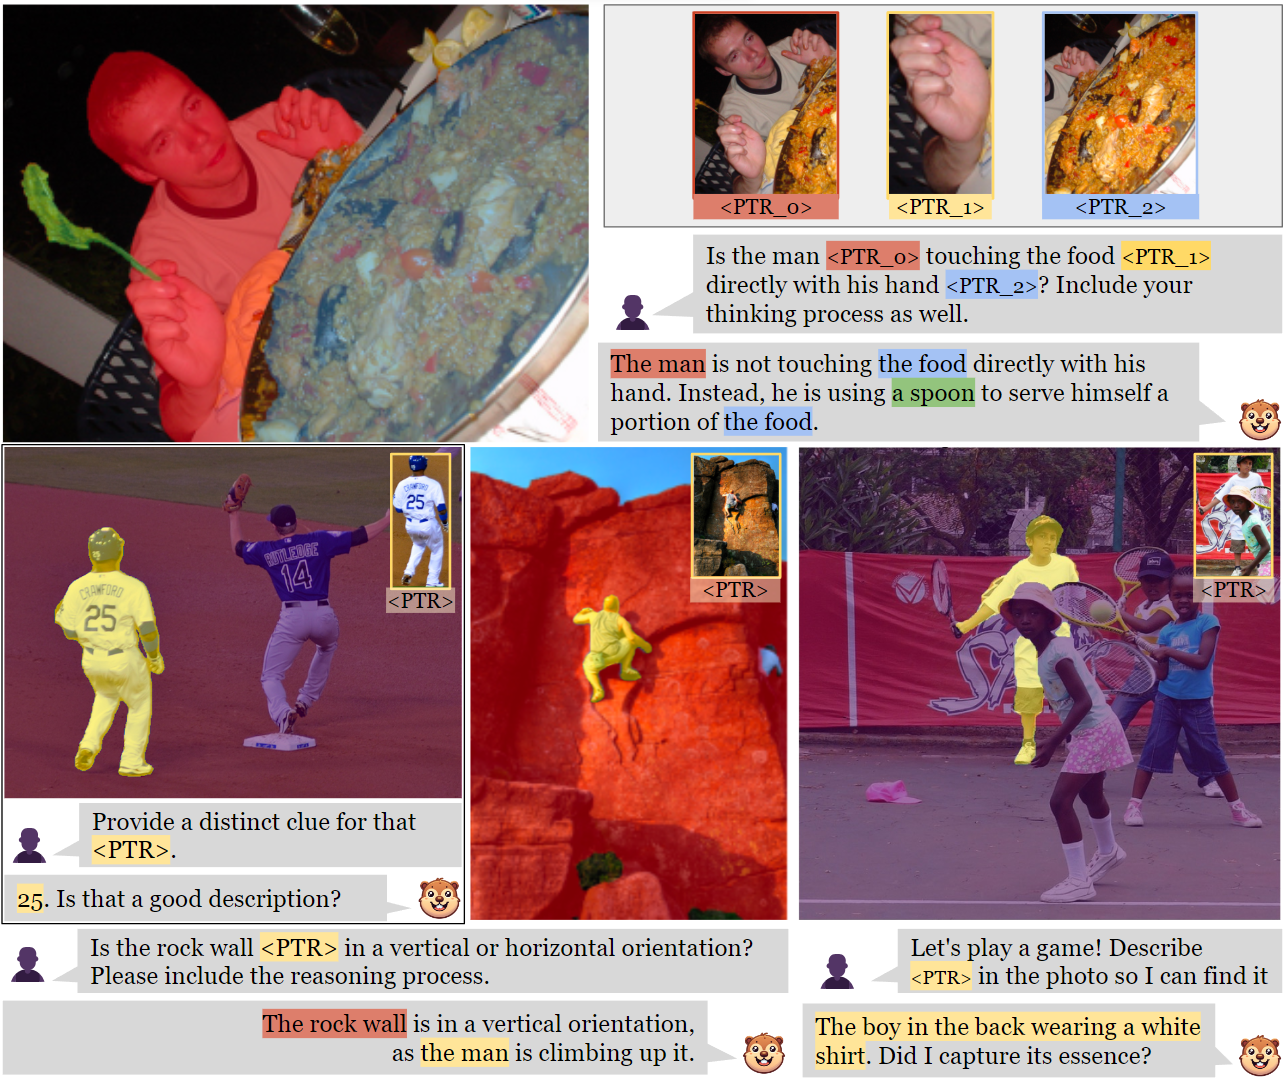 <PTR_0>
<PTR_1>
<PTR_2>
Is the man <PTR_0> touching the food <PTR_1>
directly with his hand <PTR_2>? Include your
thinking process as well.
The man is not touching the food directly with his
hand. Instead, he is using a spoon to serve himself a
portion of the food.
CRAWFORD
25
RUTLEDGE
14
CRAWFORD
25
<PTR>
Provide a distinct clue for that
<PTR>.
25. Is that a good description?
<PTR>
<PTR>
Is the rock wall <PTR> in a vertical or horizontal orientation?
Please include the reasoning process.
The rock wall is in a vertical orientation,
as the man is climbing up it.
Let's play a game! Describe
<PTR> in the photo so I can find it
The boy in the back wearing a white
shirt. Did I capture its essence?